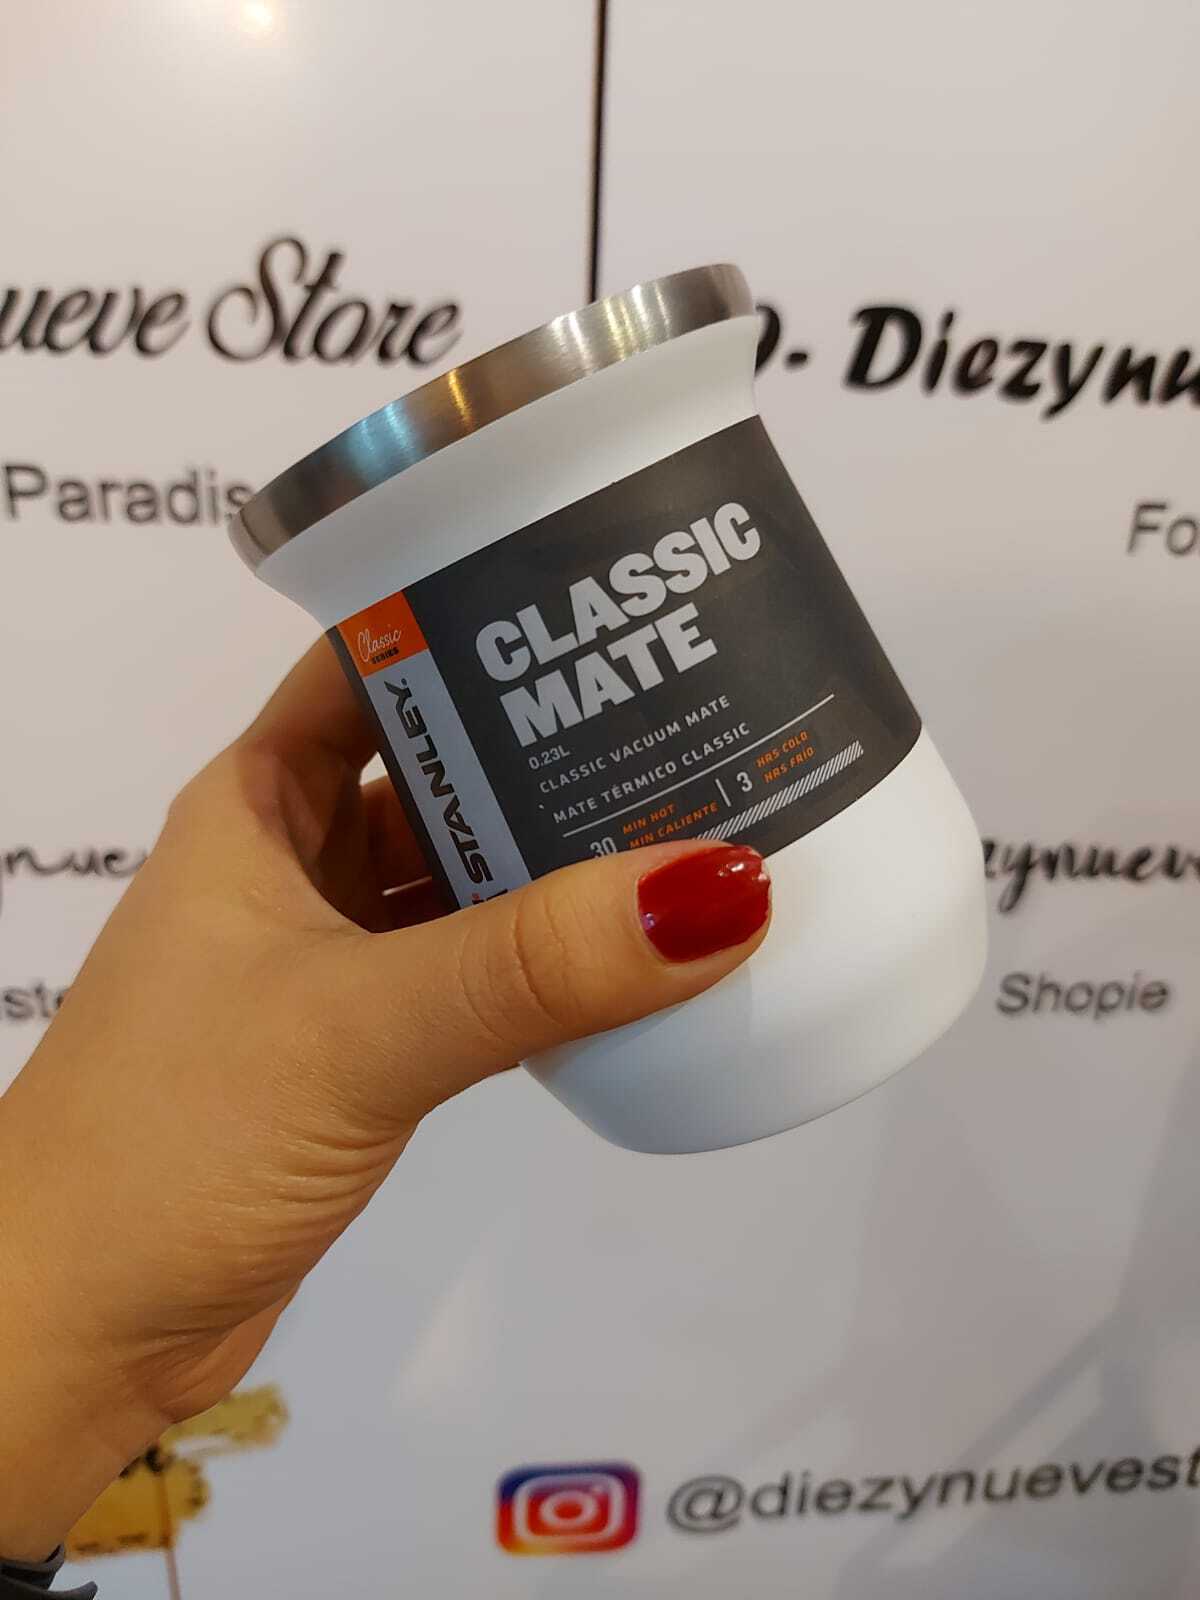 Store
Paradis
Diezynu
Fo
CLASSIC
MATE
0.23L
CLASSIC VACUUM MATE
MATE TÉRMICO CLASSIC
30 MIN HOT
MIN CALIENTE
3 HRS COLD
HRS FRÍO
Classic
SERIES
STANLEY
Shopie
@diezynuevest